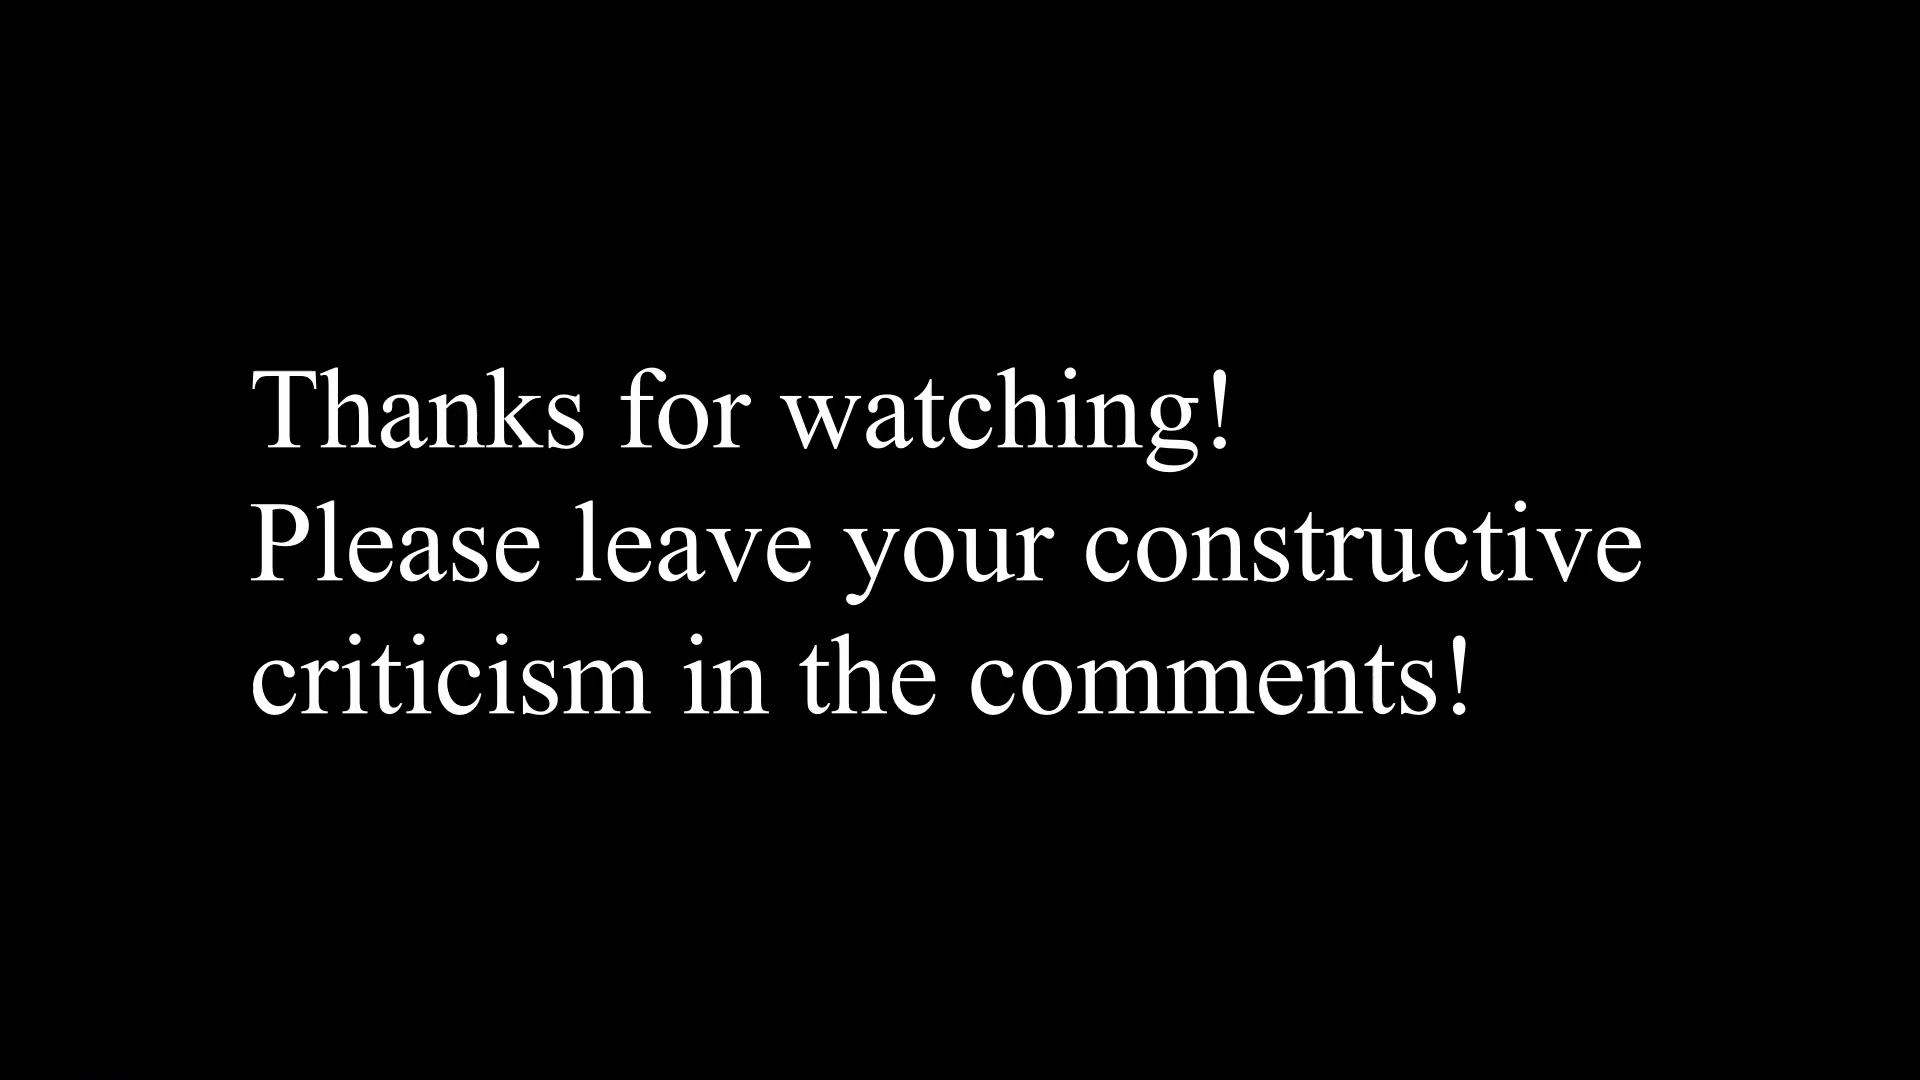 Thanks for watching!
Please leave your constructive
criticism in the comments!